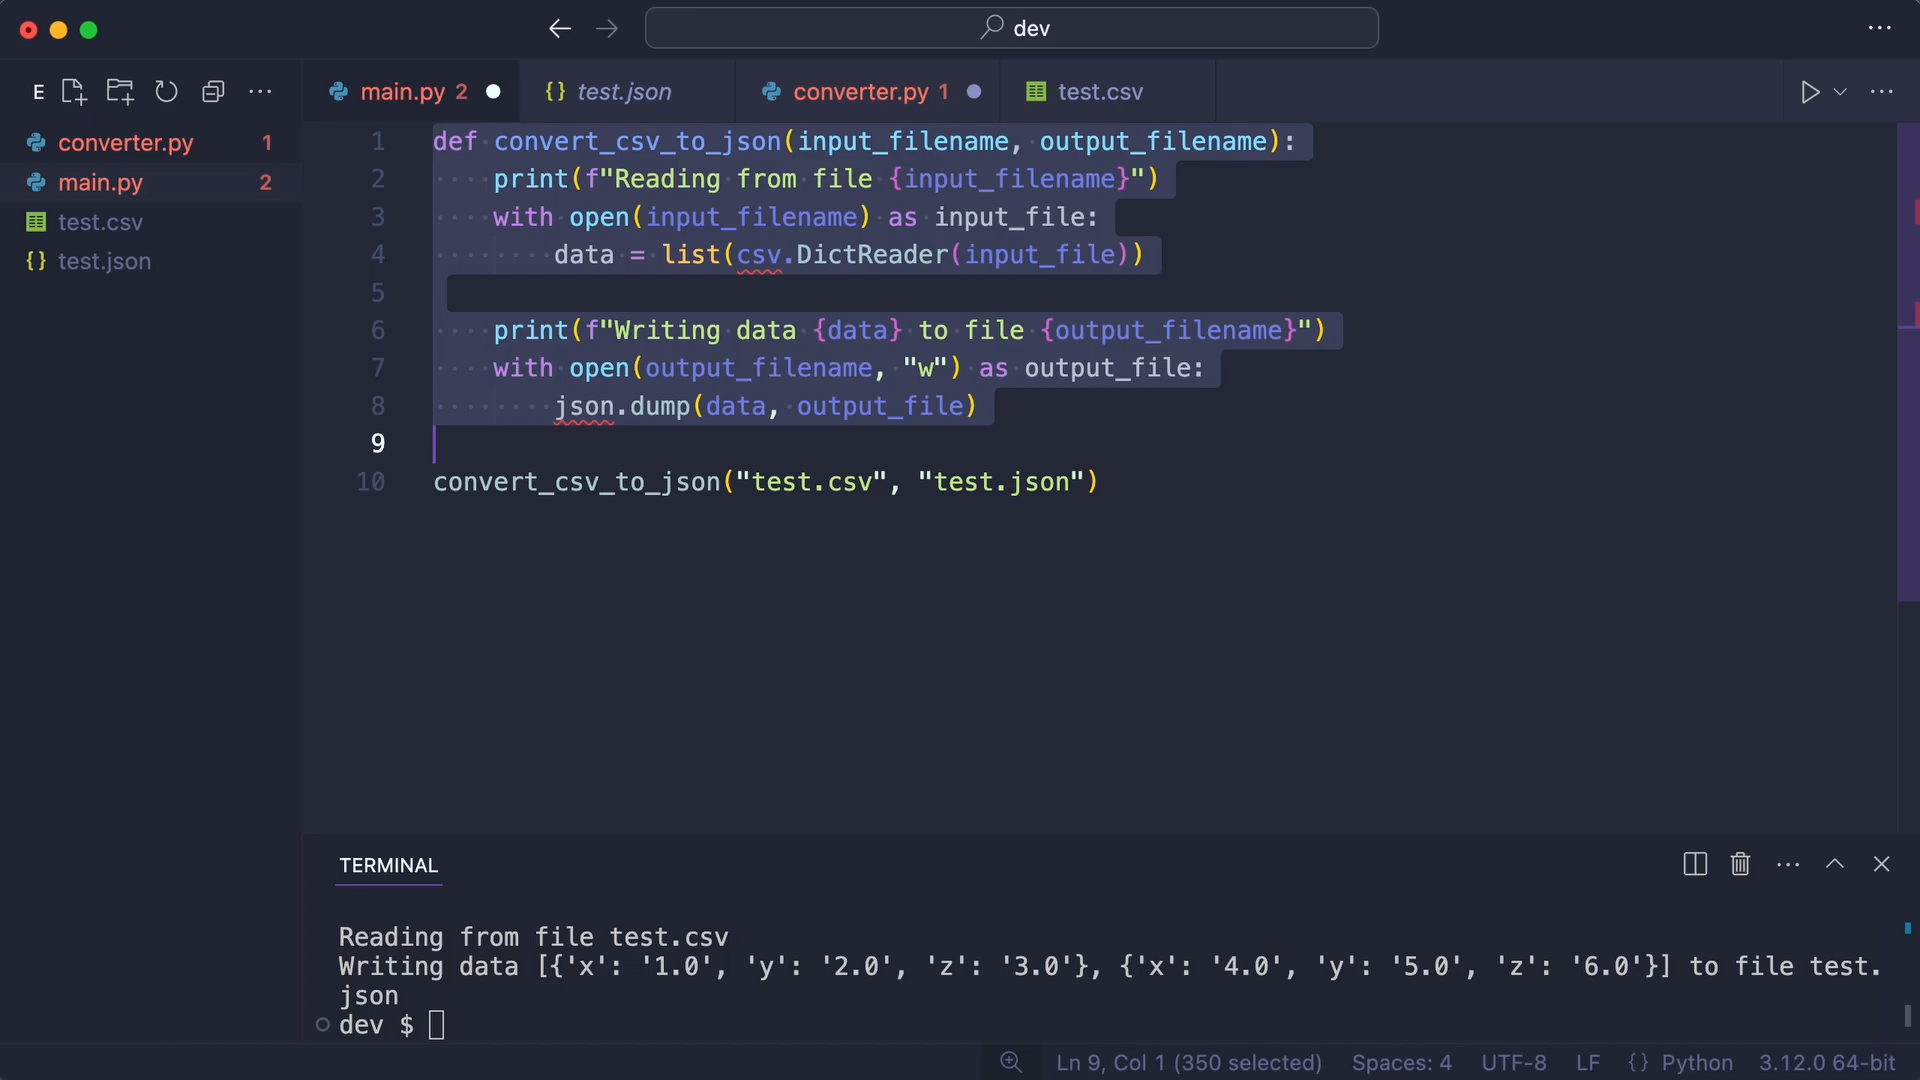 dev
E
main.py 2
test.json
converter.py 1
test.csv
converter.py 1
main.py 2
test.csv
test.json
1 def convert_csv_to_json(input_filename, output_filename):
2     print(f"Reading from file {input_filename}")
3     with open(input_filename) as input_file:
4         data = list(csv.DictReader(input_file))
5
6     print(f"Writing data {data} to file {output_filename}")
7     with open(output_filename, "w") as output_file:
8         json.dump(data, output_file)
9
10 convert_csv_to_json("test.csv", "test.json")
TERMINAL
Reading from file test.csv
Writing data [{'x': '1.0', 'y': '2.0', 'z': '3.0'}, {'x': '4.0', 'y': '5.0', 'z': '6.0'}] to file test.
json
dev $
Ln 9, Col 1 (350 selected) Spaces: 4 UTF-8 LF {} Python 3.12.0 64-bit